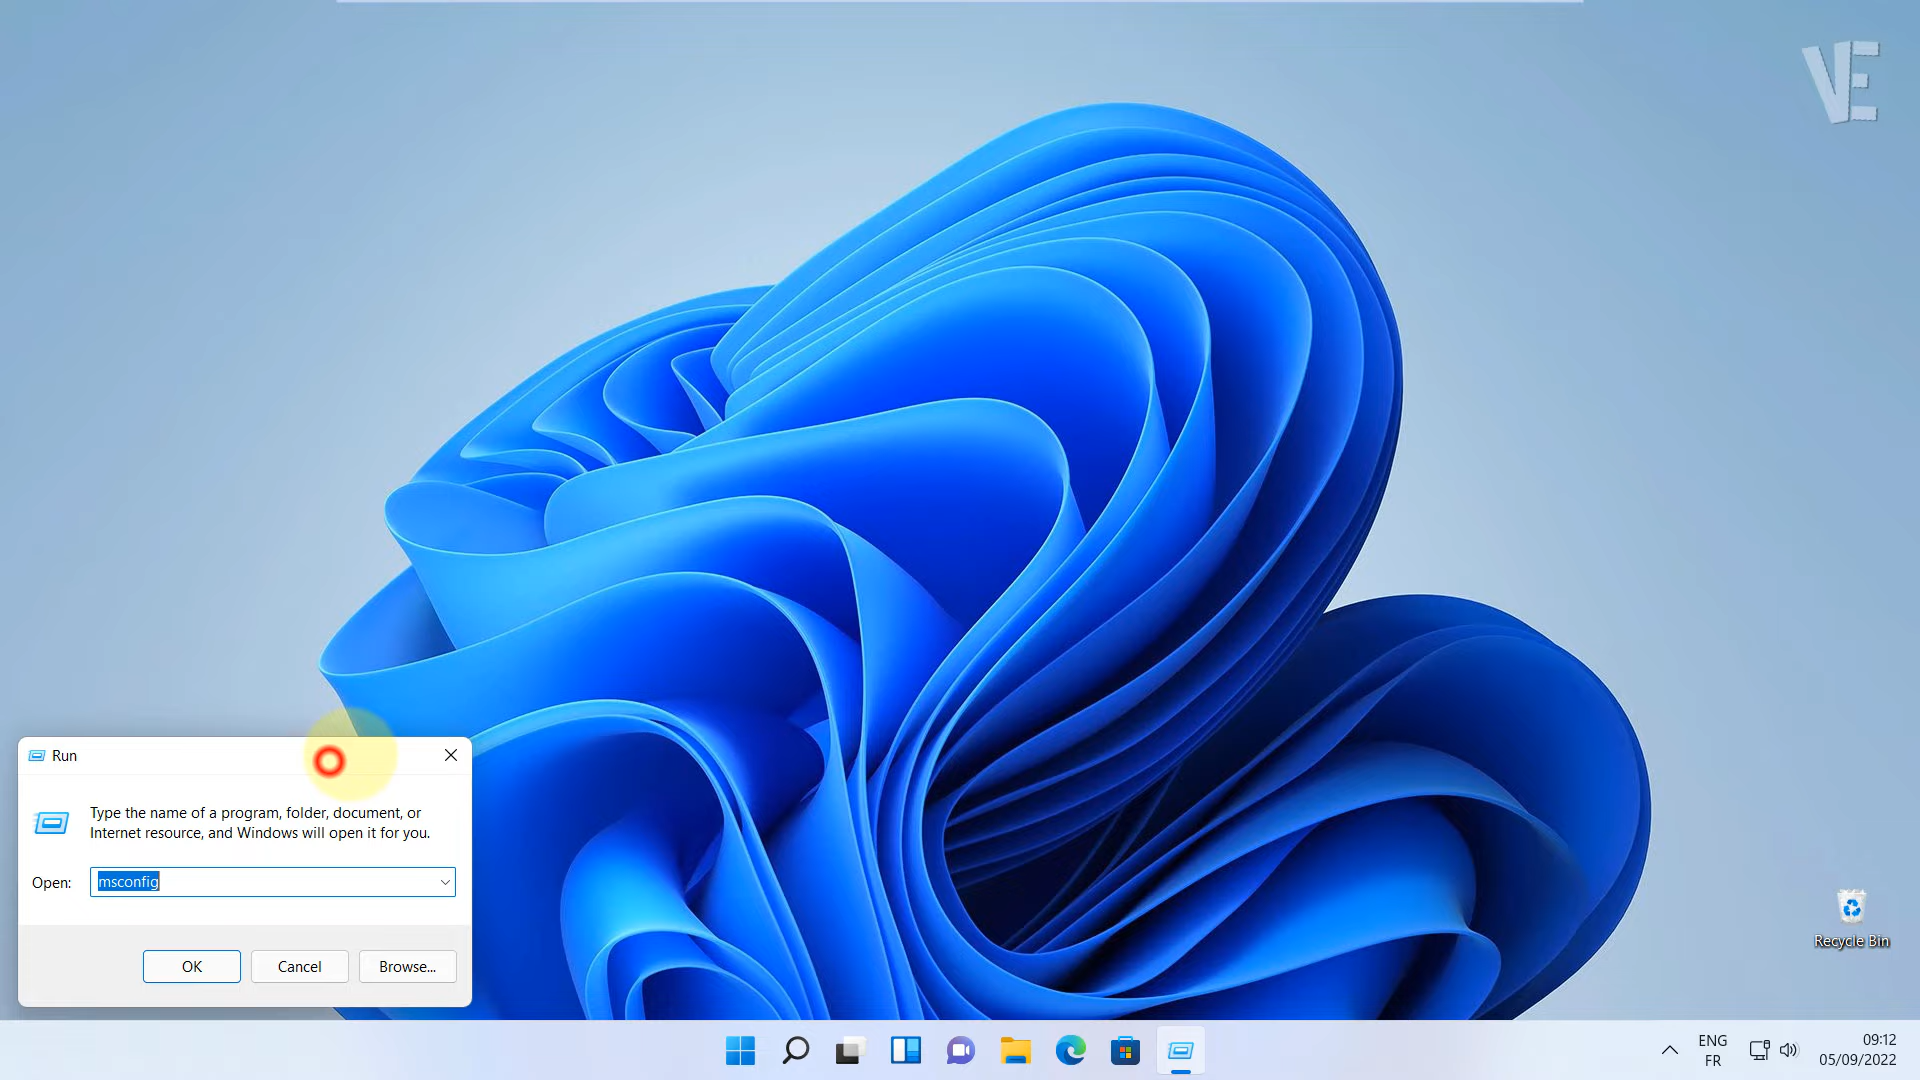 VE
Run
Type the name of a program, folder, document, or
Internet resource, and Windows will open it for you.
Open:
msconfig
OK
Cancel
Browse...
Recycle Bin
ENG
FR
09:12
05/09/2022